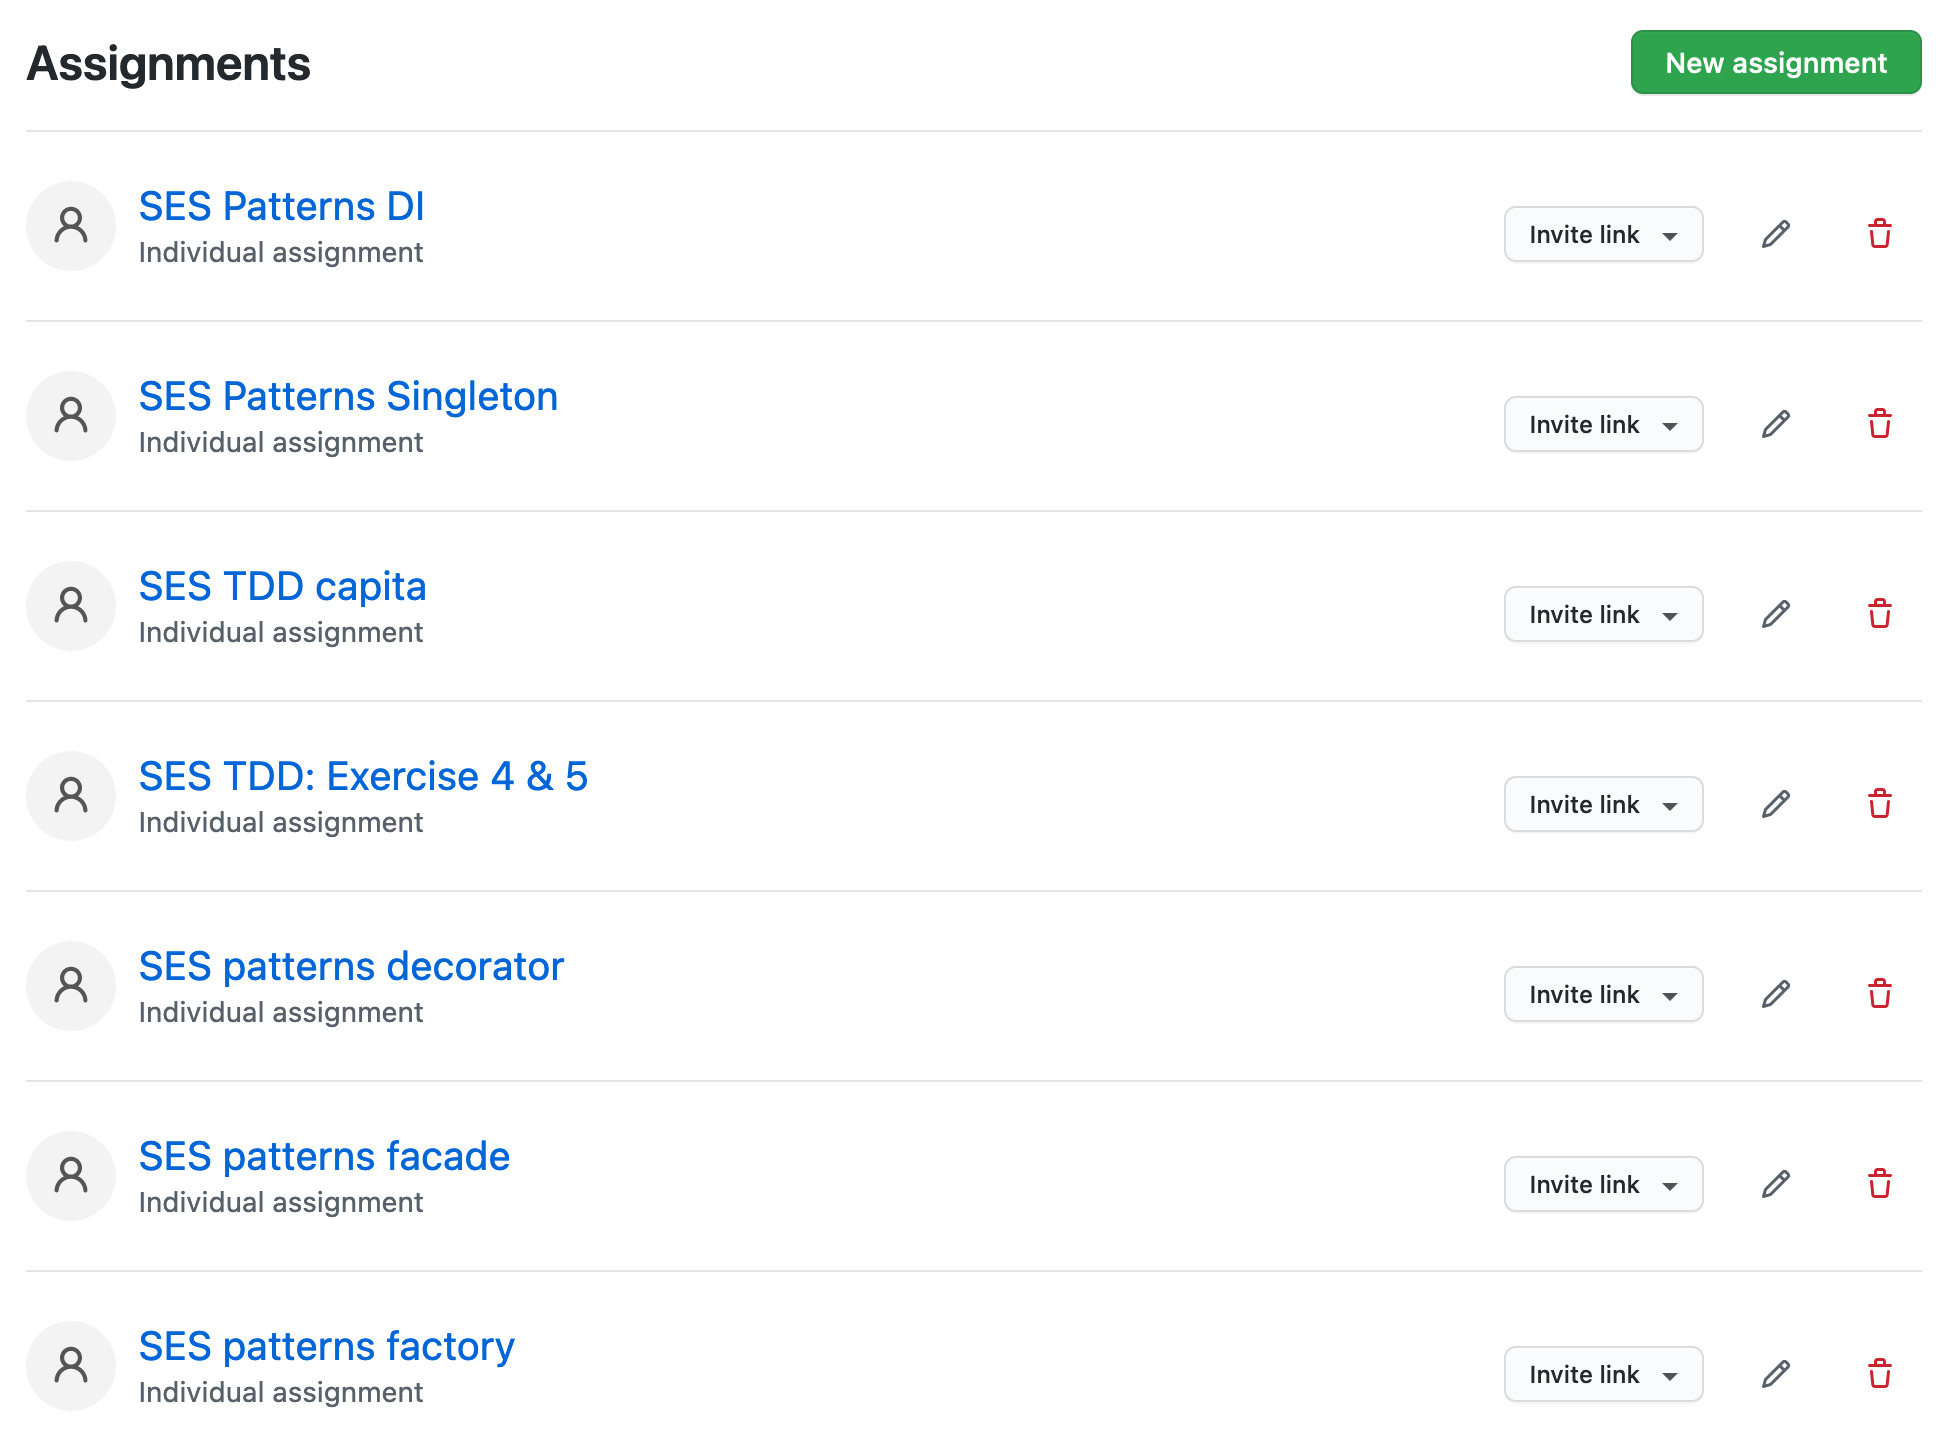 Assignments
New assignment
SES Patterns DI
Individual assignment
Invite link
SES Patterns Singleton
Individual assignment
Invite link
SES TDD capita
Individual assignment
Invite link
SES TDD: Exercise 4 & 5
Individual assignment
Invite link
SES patterns decorator
Individual assignment
Invite link
SES patterns facade
Individual assignment
Invite link
SES patterns factory
Individual assignment
Invite link